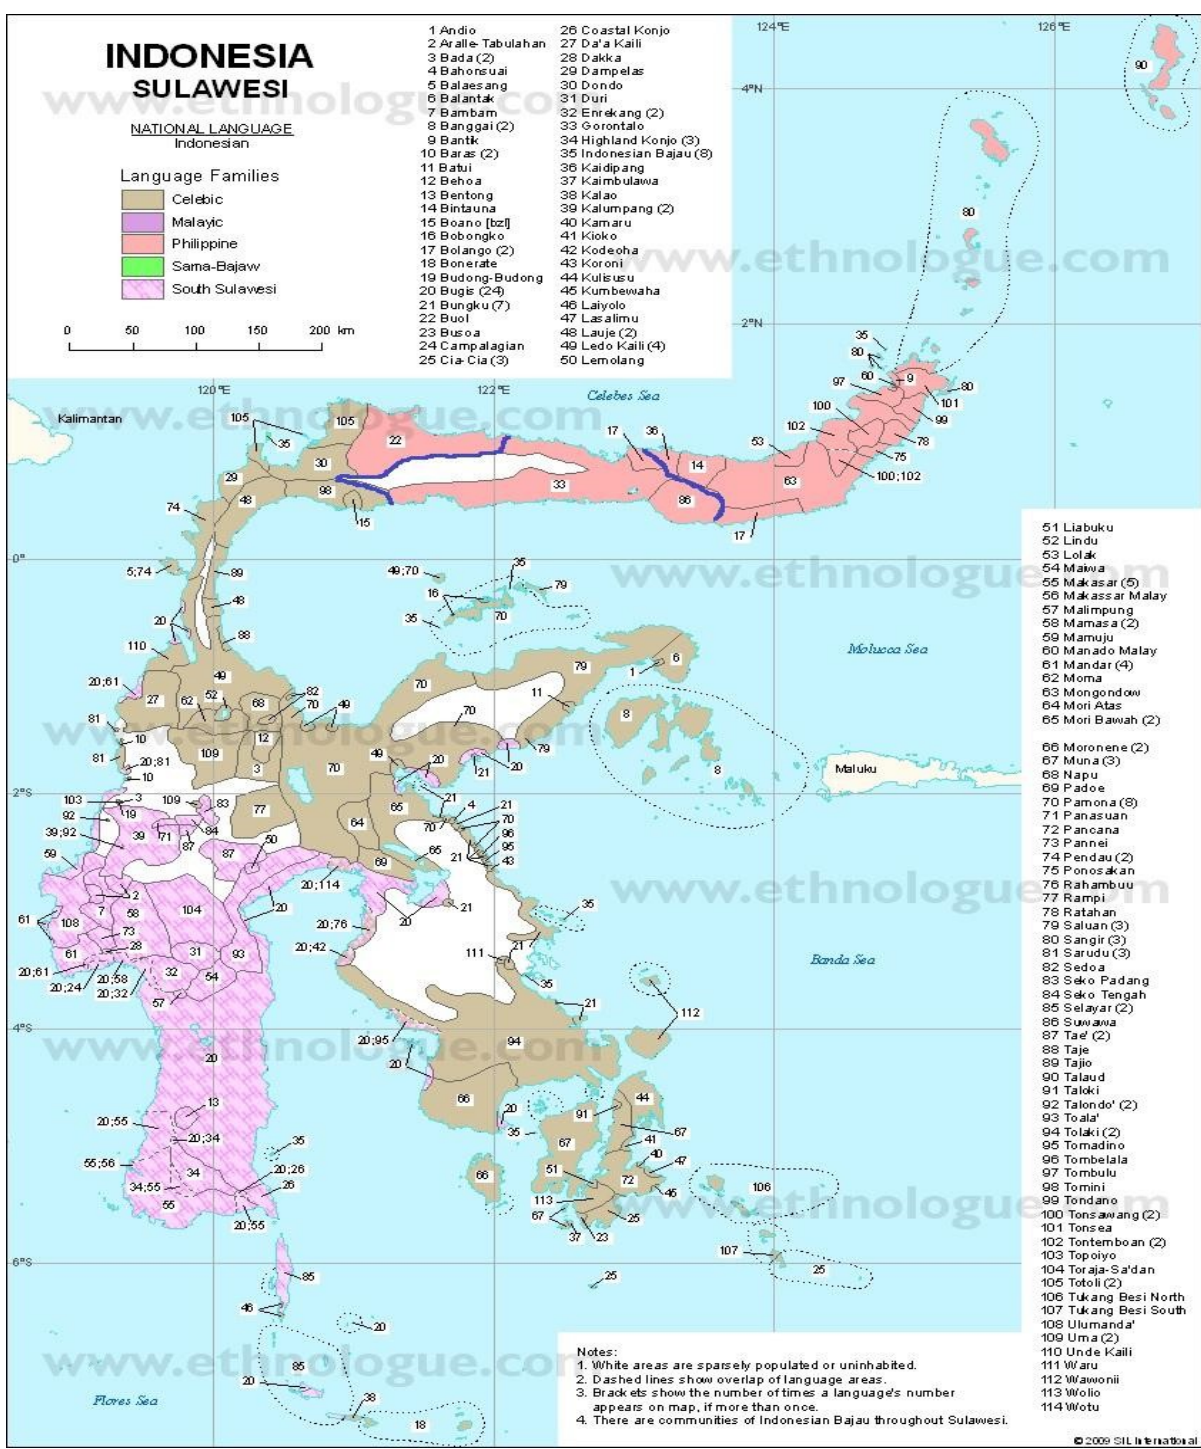 INDONESIA
SULAWESI
NATIONAL LANGUAGE
Indonesian
Language Families
Celebic
Malayic
Philippine
Sama-Bajaw
South Sulawesi
0 50 100 150 200 km
1 Andio
2 Aralle-Tabulahan
3 Bada (2)
4 Bahonsuai
5 Balaesang
6 Balantak
7 Bambam
8 Banggai (2)
9 Bantik
10 Baras (2)
11 Batui
12 Behoa
13 Bentong
14 Bintauna
15 Boano [bzl]
16 Bobongko
17 Bolango (2)
18 Bonerate
19 Budong-Budong
20 Bugis (24)
21 Bungku (7)
22 Buol
23 Busoa
24 Campalagian
25 Cia-Cia (3)
26 Coastal Konjo
27 Da'a Kaili
28 Dakka
29 Dampelas
30 Dondo
31 Duri
32 Enrekang (2)
33 Gorontalo
34 Highland Konjo (3)
35 Indonesian Bajau (8)
36 Kaidipang
37 Kaimbulawa
38 Kalao
39 Kalumpang (2)
40 Kamaru
41 Kioko
42 Kodeoha
43 Koroni
44 Kulisusu
45 Kumbewaha
46 Laiyolo
47 Lasalimu
48 Lauje (2)
49 Ledo Kaili (4)
50 Lemolang
124°E
126°E
4°N
2°N
120°E
122°E
0°
2°S
4°S
6°S
www.ethnologue.com
Kalimantan
Celebes Sea
Molucca Sea
Maluku
Banda Sea
Flores Sea
51 Liabuku
52 Lindu
53 Lolak
54 Maiwa
55 Makasar (5)
56 Makassar Malay
57 Malimpung
58 Mamasa (2)
59 Mamuju
60 Manado Malay
61 Mandar (4)
62 Moma
63 Mongondow
64 Mori Atas
65 Mori Bawah (2)
66 Moronene (2)
67 Muna (3)
68 Napu
69 Padoe
70 Pamona (8)
71 Panasuan
72 Pancana
73 Pannei
74 Pendau (2)
75 Ponosakan
76 Rahambuu
77 Rampi
78 Ratahan
79 Saluan (3)
80 Sangir (3)
81 Sarudu (3)
82 Sedoa
83 Seko Padang
84 Seko Tengah
85 Selayar (2)
86 Suwawa
87 Tae' (2)
88 Taje
89 Tajio
90 Talaud
91 Taloki
92 Talondo' (2)
93 Toala'
94 Tolaki (2)
95 Tomadino
96 Tombelala
97 Tombulu
98 Tomini
99 Tondano
100 Tonsawang (2)
101 Tonsea
102 Tontemboan (2)
103 Topoiyo
104 Toraja-Sa'dan
105 Totoli (2)
106 Tukang Besi North
107 Tukang Besi South
108 Ulumanda'
109 Uma (2)
110 Unde Kaili
111 Waru
112 Wawonii
113 Wolio
114 Wotu
Notes:
1. White areas are sparsely populated or uninhabited.
2. Dashed lines show overlap of language areas.
3. Brackets show the number of times a language's number
appears on map, if more than once.
4. There are communities of Indonesian Bajau throughout Sulawesi.
© 2009 SIL International